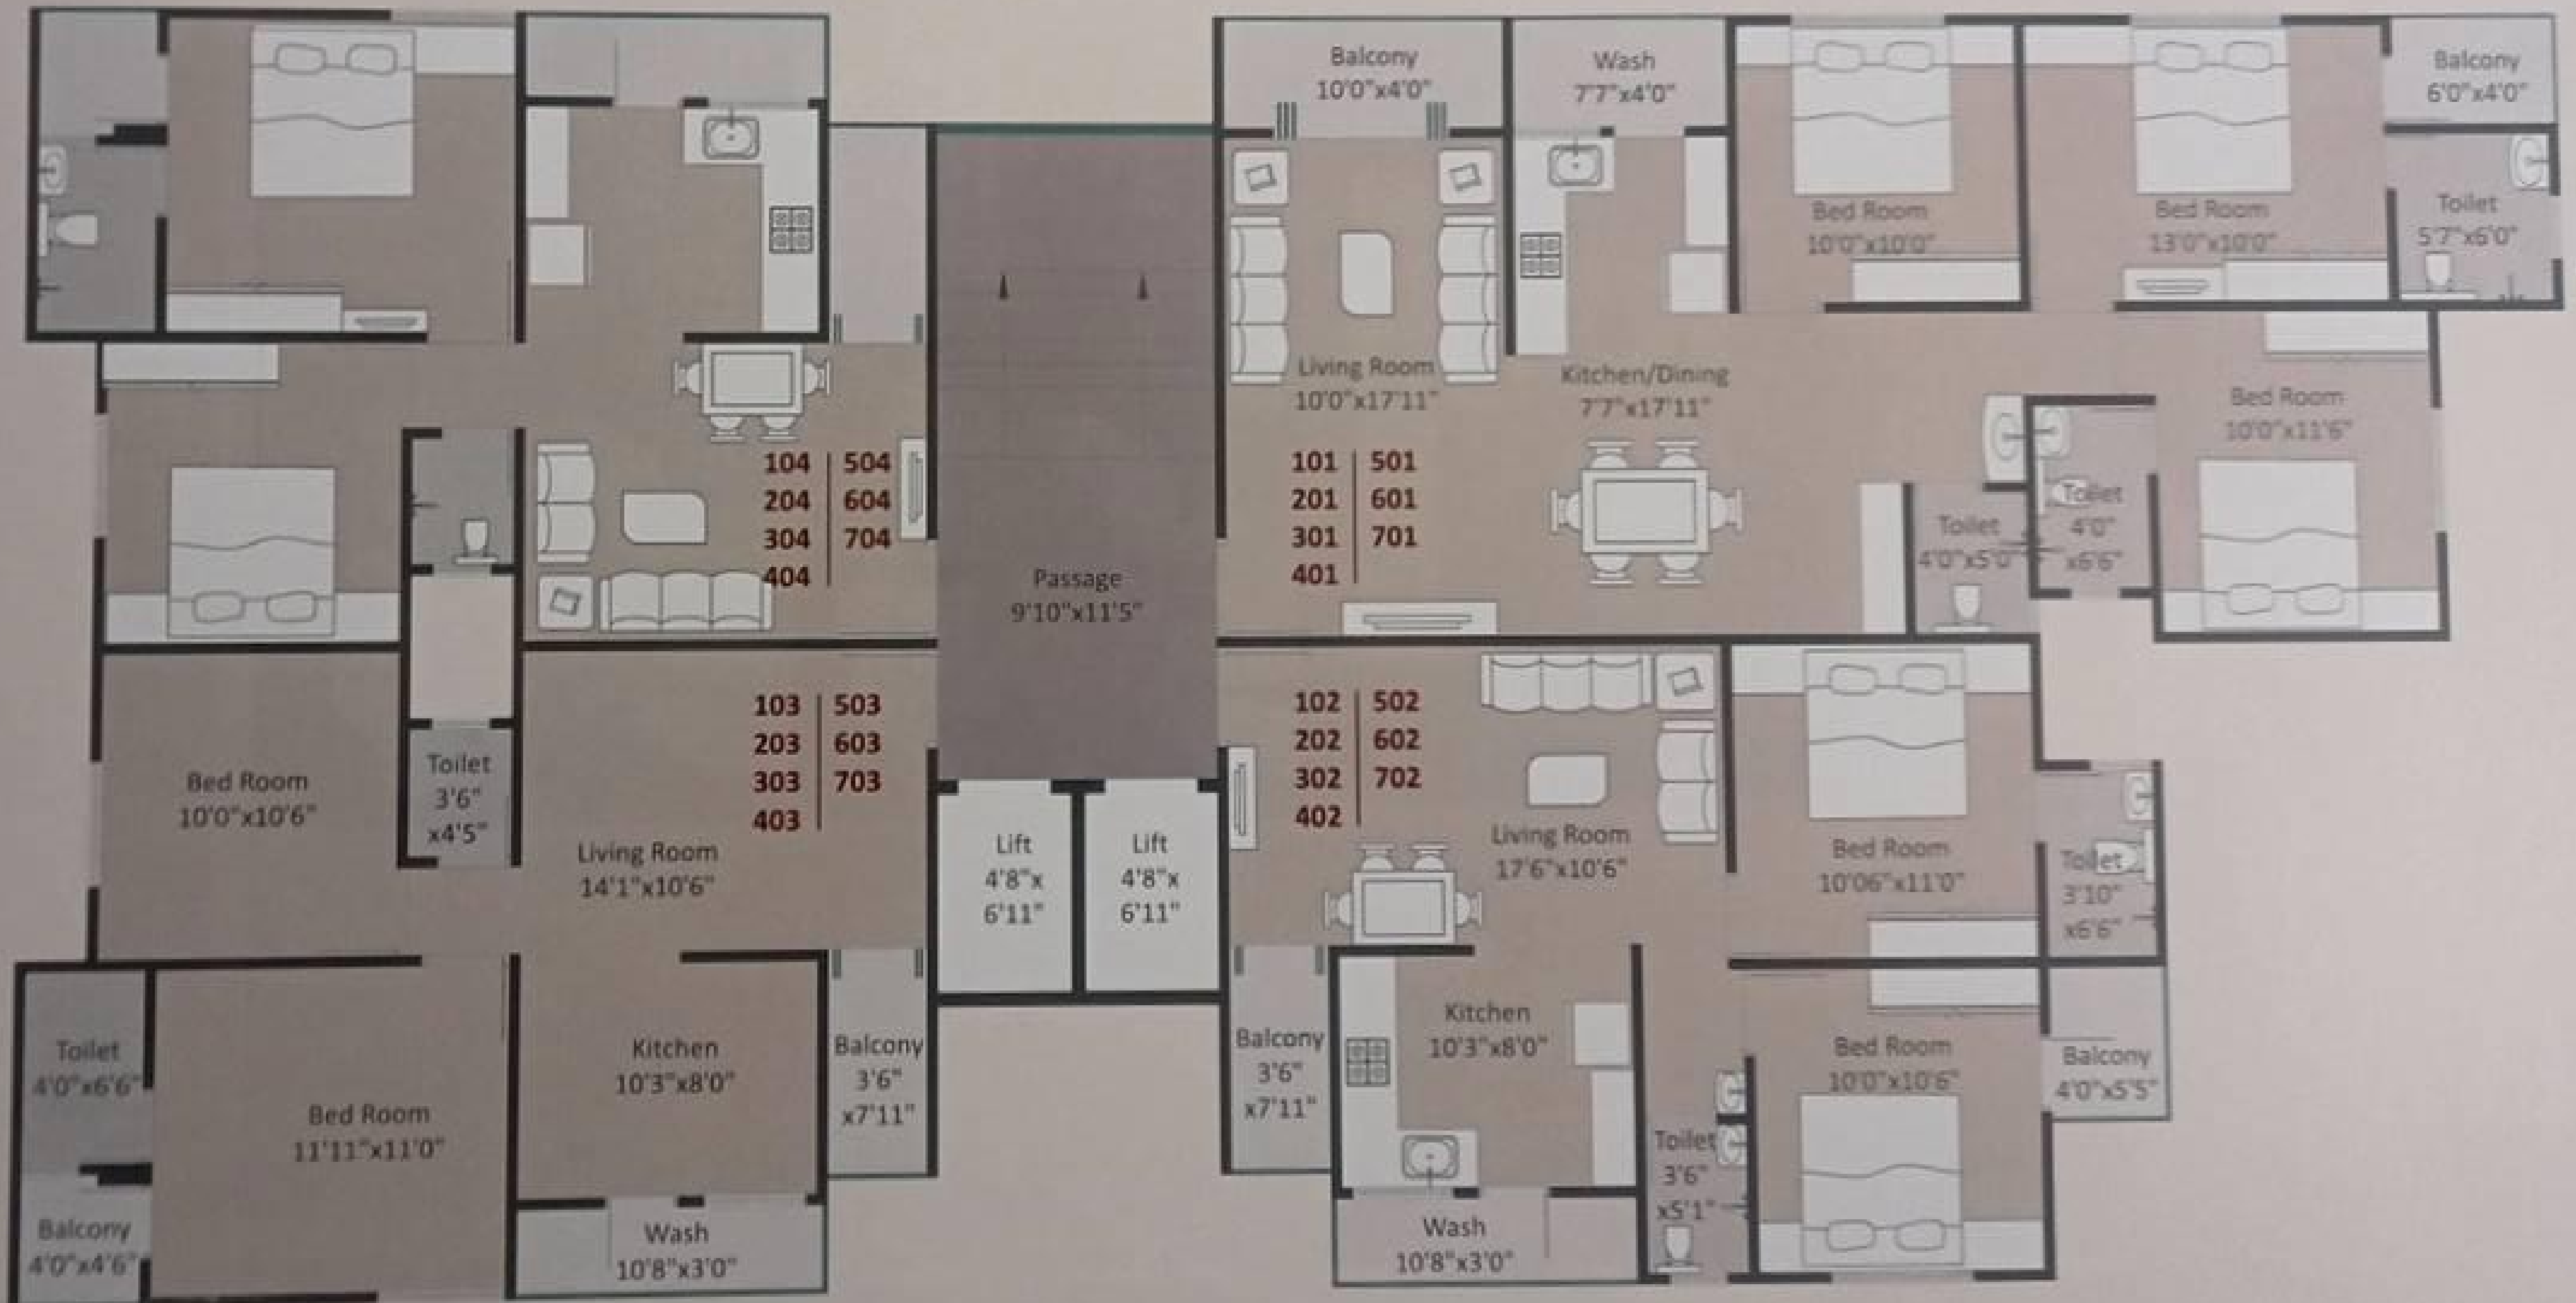 Balcony
10'0"x4'0"
Wash
7'7"x4'0"
Balcony
6'0"x4'0"
Bed Room
10'0"x10'0"
Bed Room
13'0"x10'0"
Toilet
5'7"x6'0"
Living Room
10'0"x17'11"
Kitchen/Dining
7'7"x17'11"
Bed Room
10'0"x11'6"
104 504
204 604
304 704
404
101 501
201 601
301 701
401
Toilet
4'0"x5'0"
Toilet
4'0"
x6'6"
Passage
9'10"x11'5"
103 503
203 603
303 703
403
102 502
202 602
302 702
402
Bed Room
10'0"x10'6"
Toilet
3'6"
x4'5"
Living Room
14'1"x10'6"
Lift
4'8"x
6'11"
Lift
4'8"x
6'11"
Living Room
17'6"x10'6"
Bed Room
10'06"x11'0"
Toilet
3'10"
x6'6"
Toilet
4'0"x6'6"
Bed Room
11'11"x11'0"
Kitchen
10'3"x8'0"
Balcony
3'6"
x7'11"
Balcony
3'6"
x7'11"
Kitchen
10'3"x8'0"
Bed Room
10'0"x10'6"
Balcony
4'0"x5'5"
Toilet
3'6"
x5'1"
Balcony
4'0"x4'6"
Wash
10'8"x3'0"
Wash
10'8"x3'0"